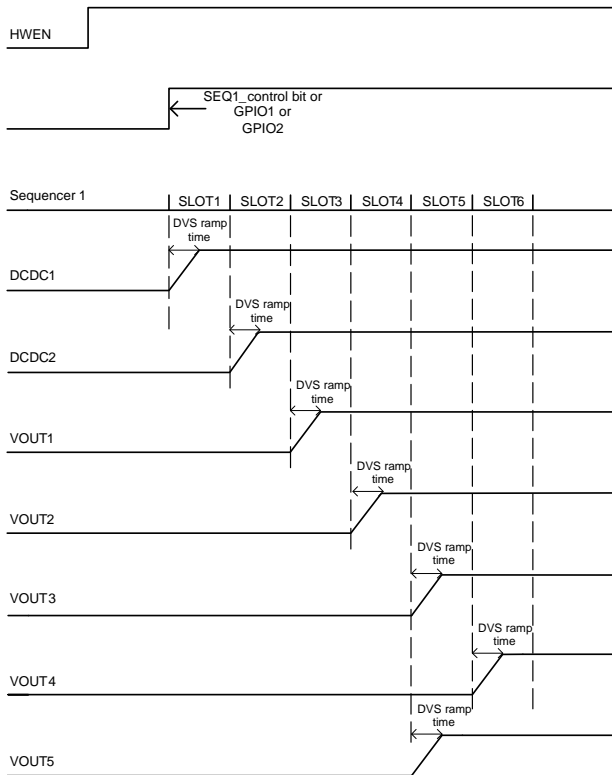 HWEN
SEQ1_control bit or
GPIO1 or
GPIO2
Sequencer 1
SLOT1
SLOT2
SLOT3
SLOT4
SLOT5
SLOT6
DVS ramp
time
DCDC1
DVS ramp
time
DCDC2
DVS ramp
time
VOUT1
DVS ramp
time
VOUT2
DVS ramp
time
VOUT3
DVS ramp
time
VOUT4
DVS ramp
time
VOUT5